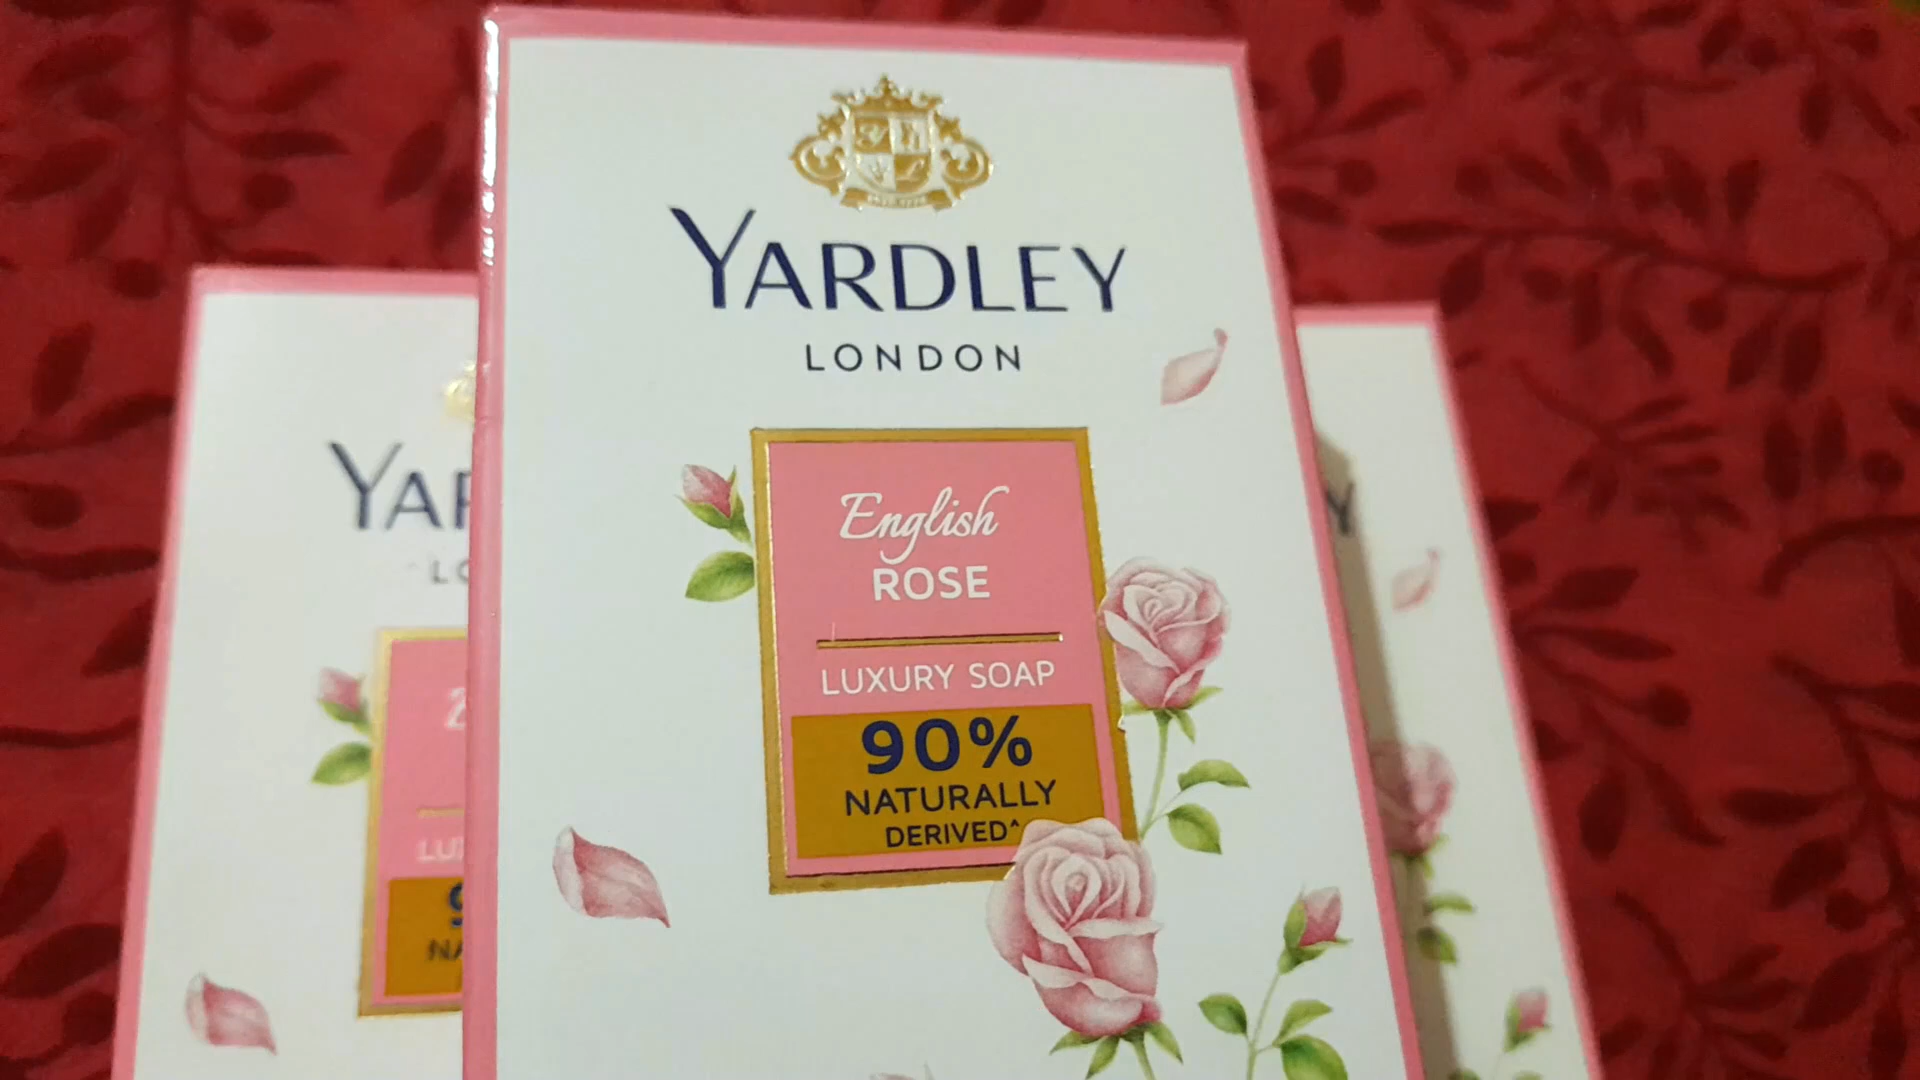 YARDLEY
LONDON
English
ROSE
LUXURY SOAP
90%
NATURALLY
DERIVED^